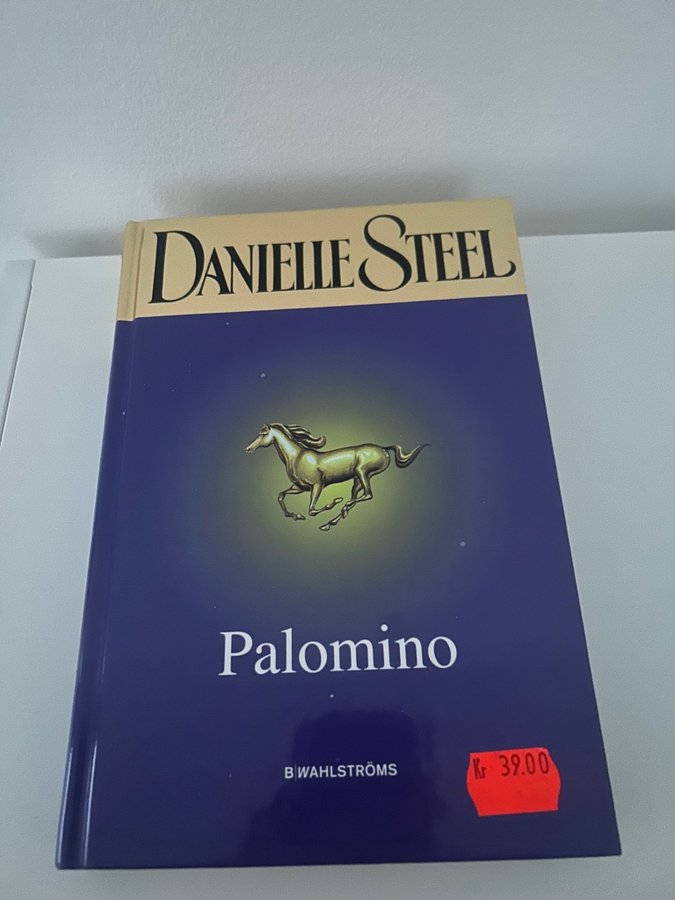 DANIELLE STEEL
Palomino
B WAHLSTRÖMS
Kr 39.00